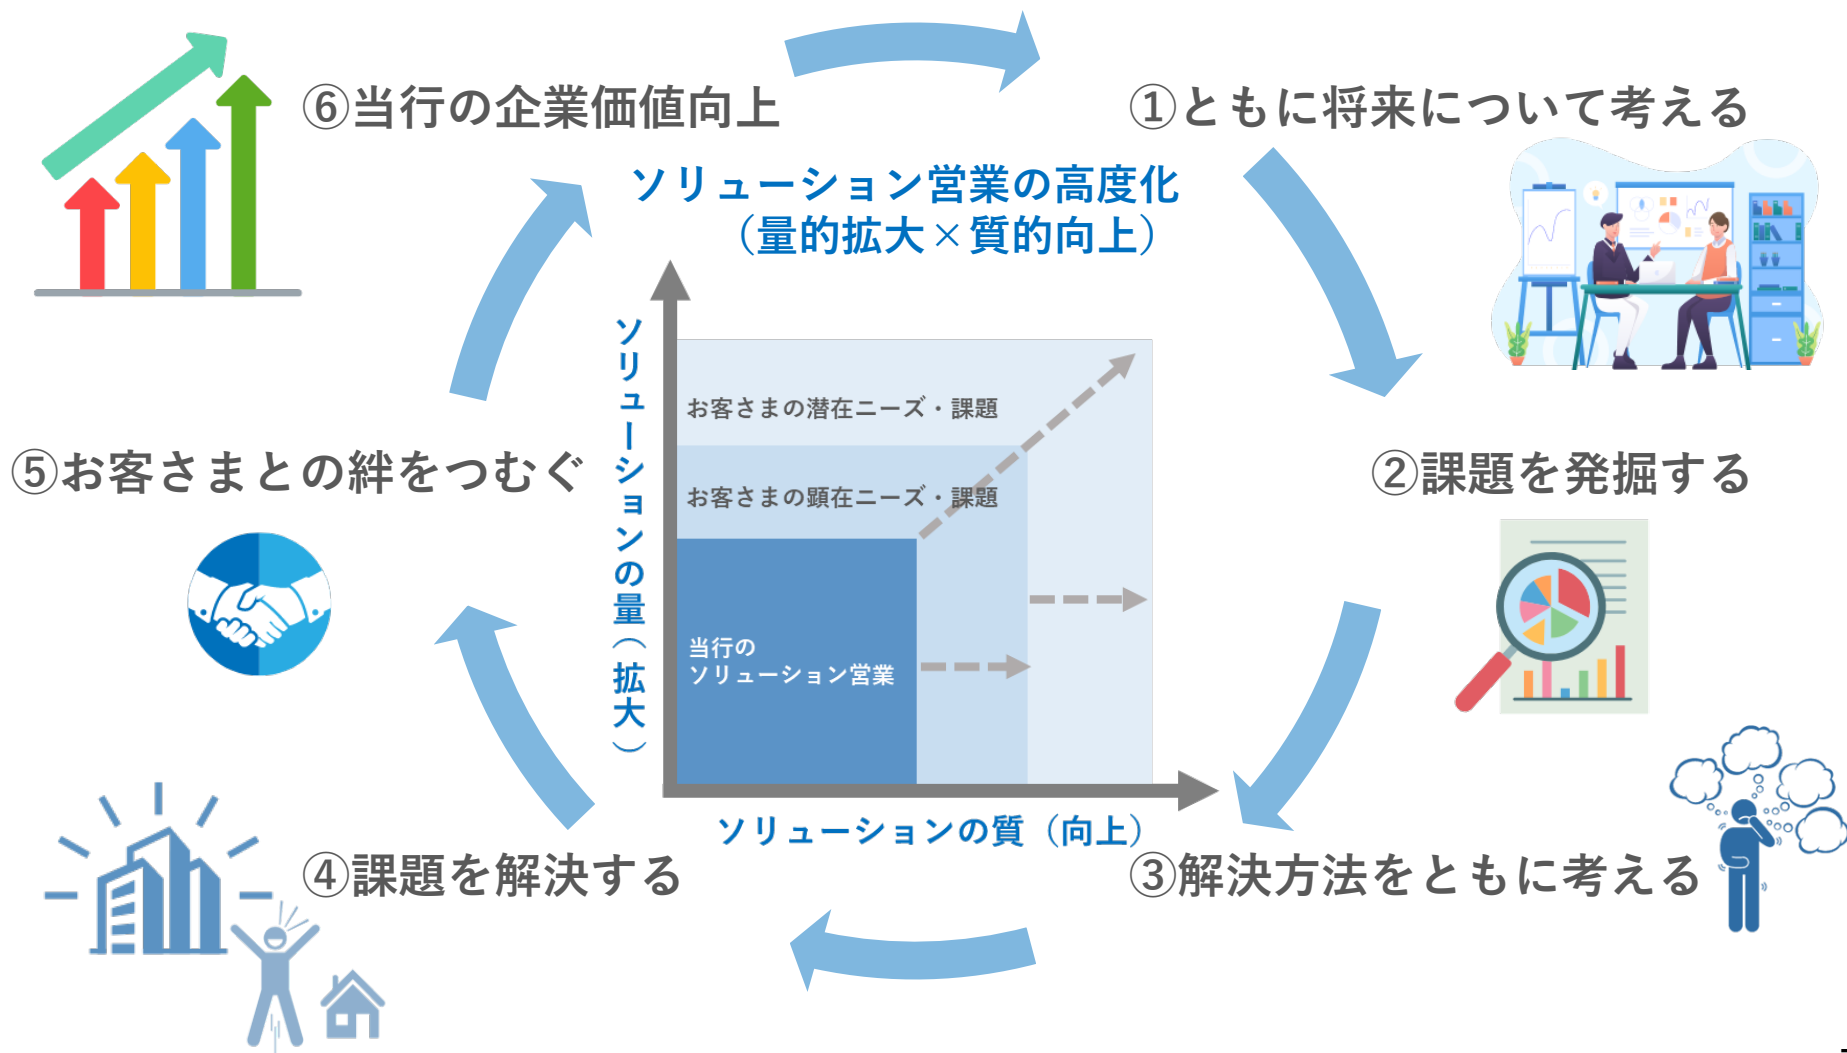 ⑥当行の企業価値向上
①ともに将来について考える
ソリューション営業の高度化
（量的拡大×質的向上）
ソリューションの量（拡大）
お客さまの潜在ニーズ・課題
⑤お客さまとの絆をつむぐ
②課題を発掘する
お客さまの顕在ニーズ・課題
当行の
ソリューション営業
ソリューションの質（向上）
④課題を解決する
③解決方法をともに考える